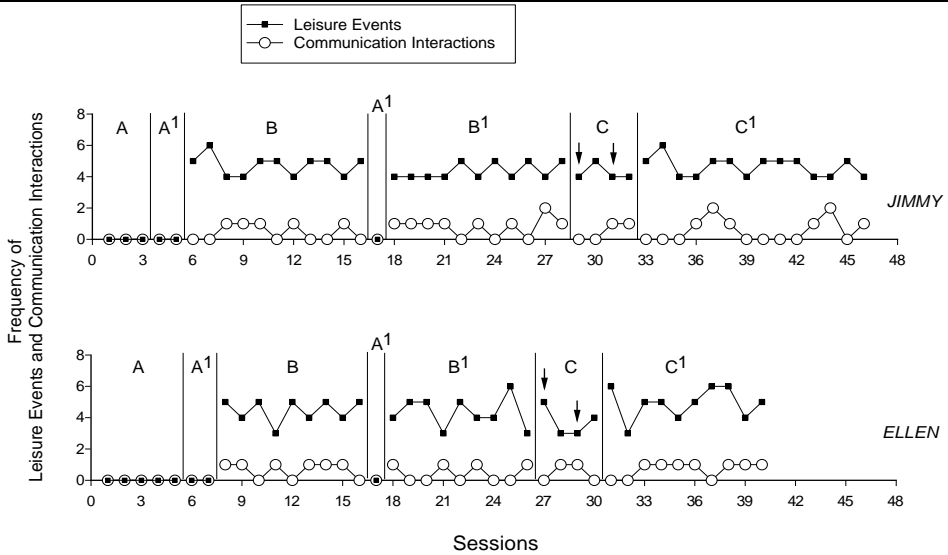 Leisure Events
Communication Interactions
Frequency of
Leisure Events and Communication Interactions
A A¹ B A¹ B¹ C C¹
8
6
4
2
0
0 3 6 9 12 15 18 21 24 27 30 33 36 39 42 45 48
JIMMY
A A¹ B A¹ B¹ C C¹
8
6
4
2
0
0 3 6 9 12 15 18 21 24 27 30 33 36 39 42 45 48
ELLEN
Sessions